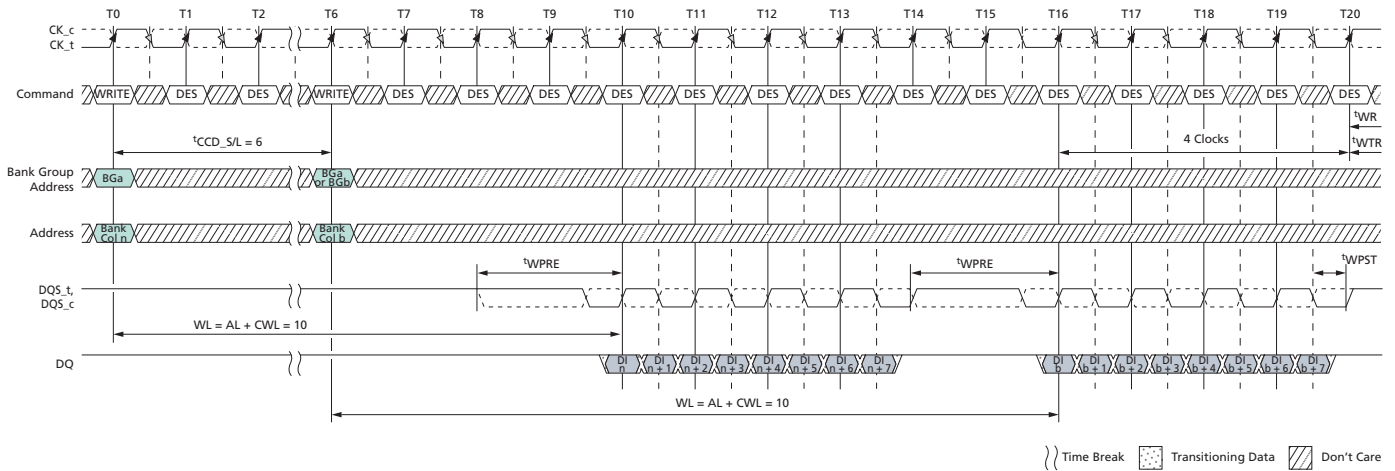 T0 T1 T2 T6 T7 T8 T9 T10 T11 T12 T13 T14 T15 T16 T17 T18 T19 T20
CK_c
CK_t
Command WRITE DES DES WRITE DES DES DES DES DES DES DES DES DES DES DES DES DES DES
tWR
tCCD_S/L = 6 4 Clocks tWTR
Bank Group
Address
BGa BGa
or BGb
Address Bank
Col n
Bank
Col b
tWPRE tWPRE tWPST
DQS_t,
DQS_c
WL = AL + CWL = 10
DQ DI
n
DI
n + 1
DI
n + 2
DI
n + 3
DI
n + 4
DI
n + 5
DI
n + 6
DI
n + 7
DI
b
DI
b + 1
DI
b + 2
DI
b + 3
DI
b + 4
DI
b + 5
DI
b + 6
DI
b + 7
WL = AL + CWL = 10
Time Break Transitioning Data Don't Care